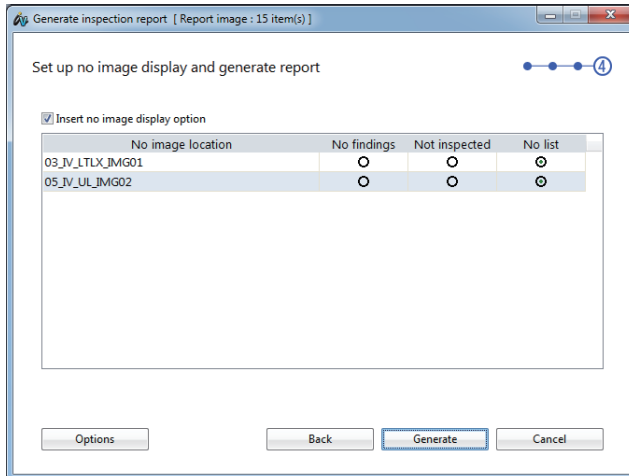 Generate inspection report [ Report image : 15 item(s) ]
Set up no image display and generate report
4
Insert no image display option
No image location No findings Not inspected No list
03_IV_LTLX_IMG01
05_IV_UL_IMG02
Options Back Generate Cancel